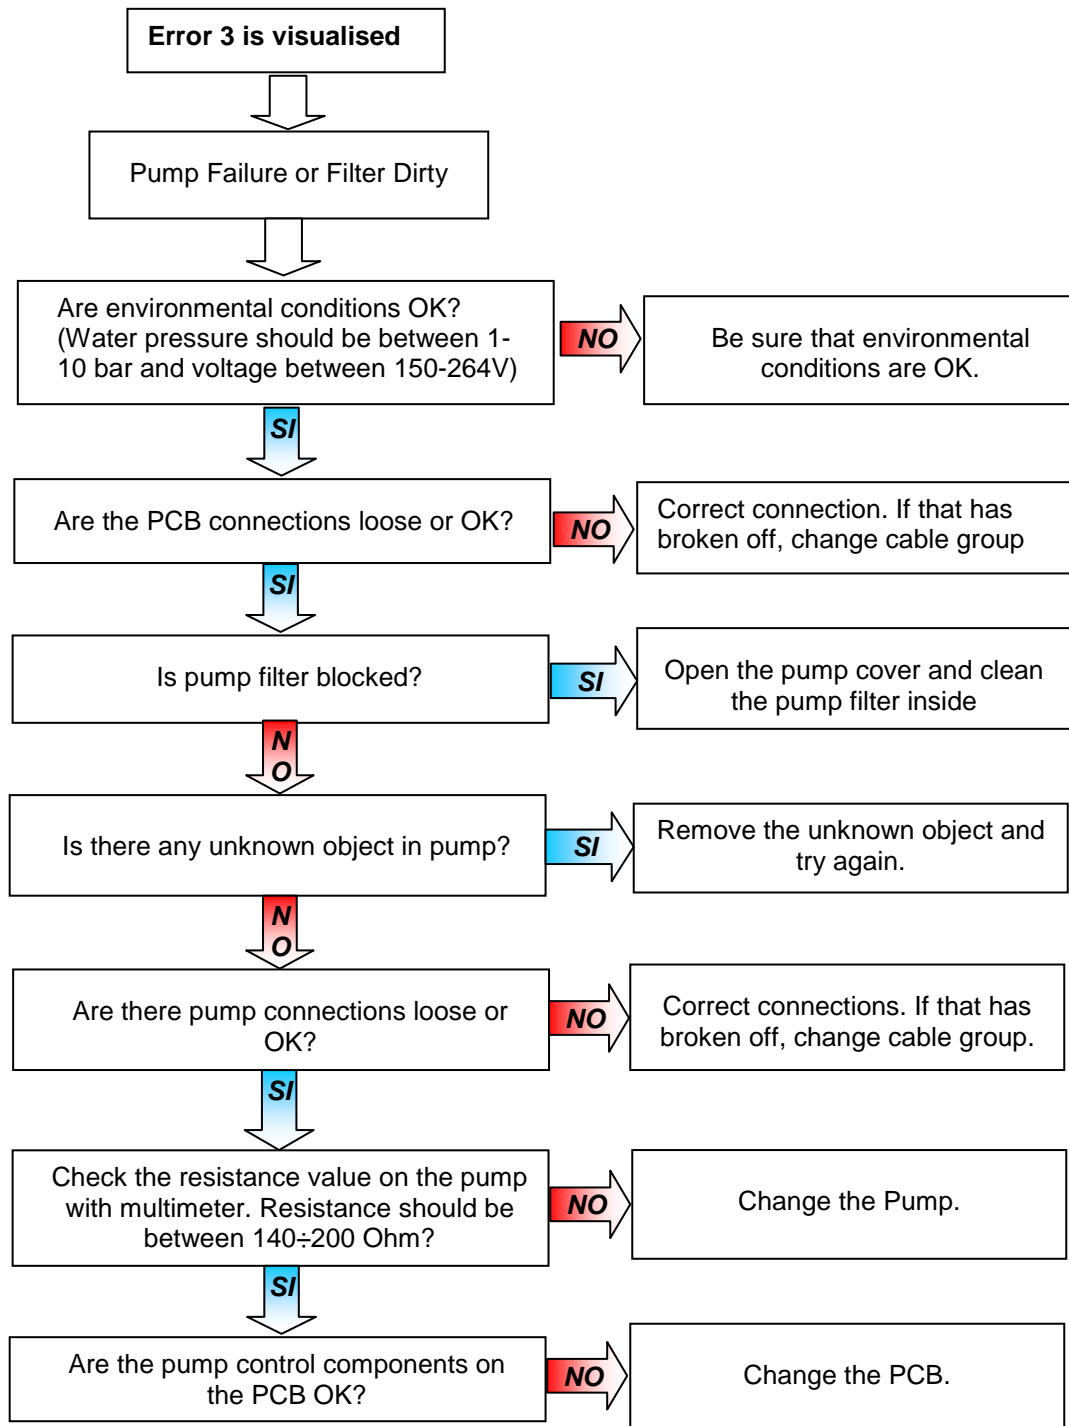 Error 3 is visualised
Pump Failure or Filter Dirty
Are environmental conditions OK?
(Water pressure should be between 1-
10 bar and voltage between 150-264V)
NO
Be sure that environmental
conditions are OK.
SI
Are the PCB connections loose or OK?
NO
Correct connection. If that has
broken off, change cable group
SI
Is pump filter blocked?
SI
Open the pump cover and clean
the pump filter inside
N
O
Is there any unknown object in pump?
SI
Remove the unknown object and
try again.
N
O
Are there pump connections loose or
OK?
NO
Correct connections. If that has
broken off, change cable group.
SI
Check the resistance value on the pump
with multimeter. Resistance should be
between 140÷200 Ohm?
NO
Change the Pump.
SI
Are the pump control components on
the PCB OK?
NO
Change the PCB.